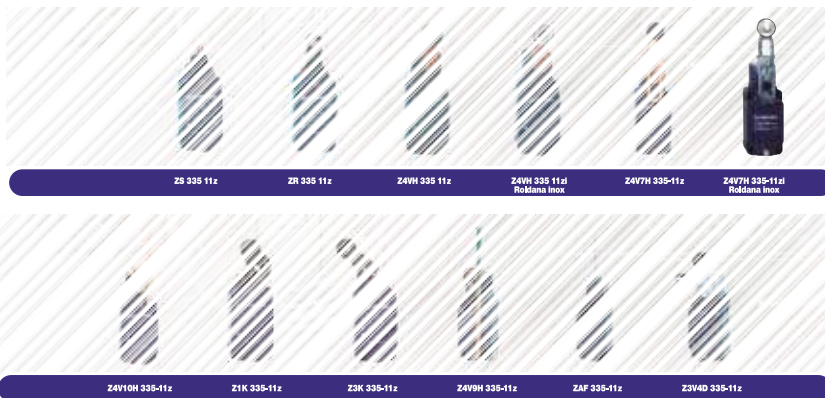 ZS 335 11z
ZR 335 11z
Z4VH 335 11z
Z4VH 335 11zi
Roldana inox
Z4V7H 335-11z
Z4V7H 335-11zi
Roldana inox
Z4V10H 335-11z
Z1K 335-11z
Z3K 335-11z
Z4V9H 335-11z
ZAF 335-11z
Z3V4D 335-11z